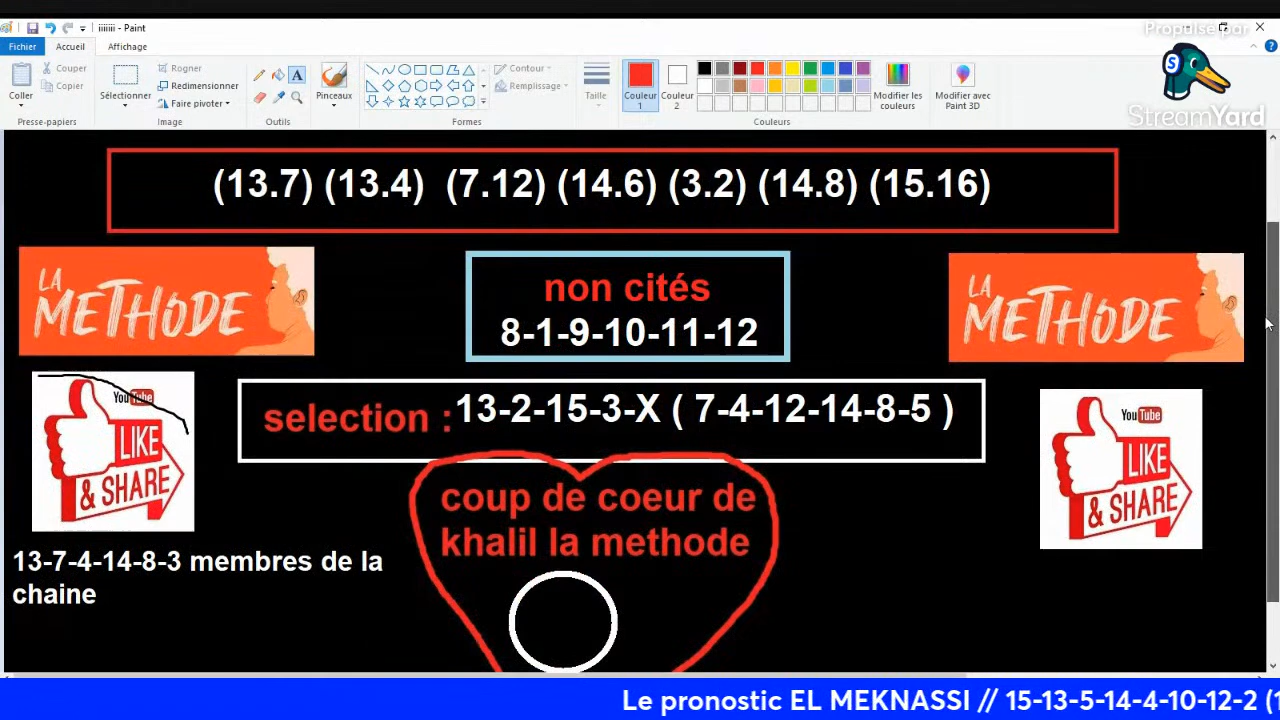 iiiiiii - Paint
Propulsé par
Fichier
Accueil
Affichage
Coller
Couper
Copier
Presse-papiers
Sélectionner
Rogner
Redimensionner
Faire pivoter
Image
A
Outils
Pinceaux
Contour
Remplissage
Formes
Taille
Couleur 1
Couleur 2
Couleurs
Modifier les couleurs
Modifier avec Paint 3D
S
StreamYard
(13.7) (13.4) (7.12) (14.6) (3.2) (14.8) (15.16)
LA
METHODE
non cités
8-1-9-10-11-12
LA
METHODE
YouTube
LIKE
& SHARE
selection : 13-2-15-3-X ( 7-4-12-14-8-5 )
YouTube
LIKE
& SHARE
coup de coeur de
khalil la methode
13-7-4-14-8-3 membres de la
chaine
Le pronostic EL MEKNASSI // 15-13-5-14-4-10-12-2 (1